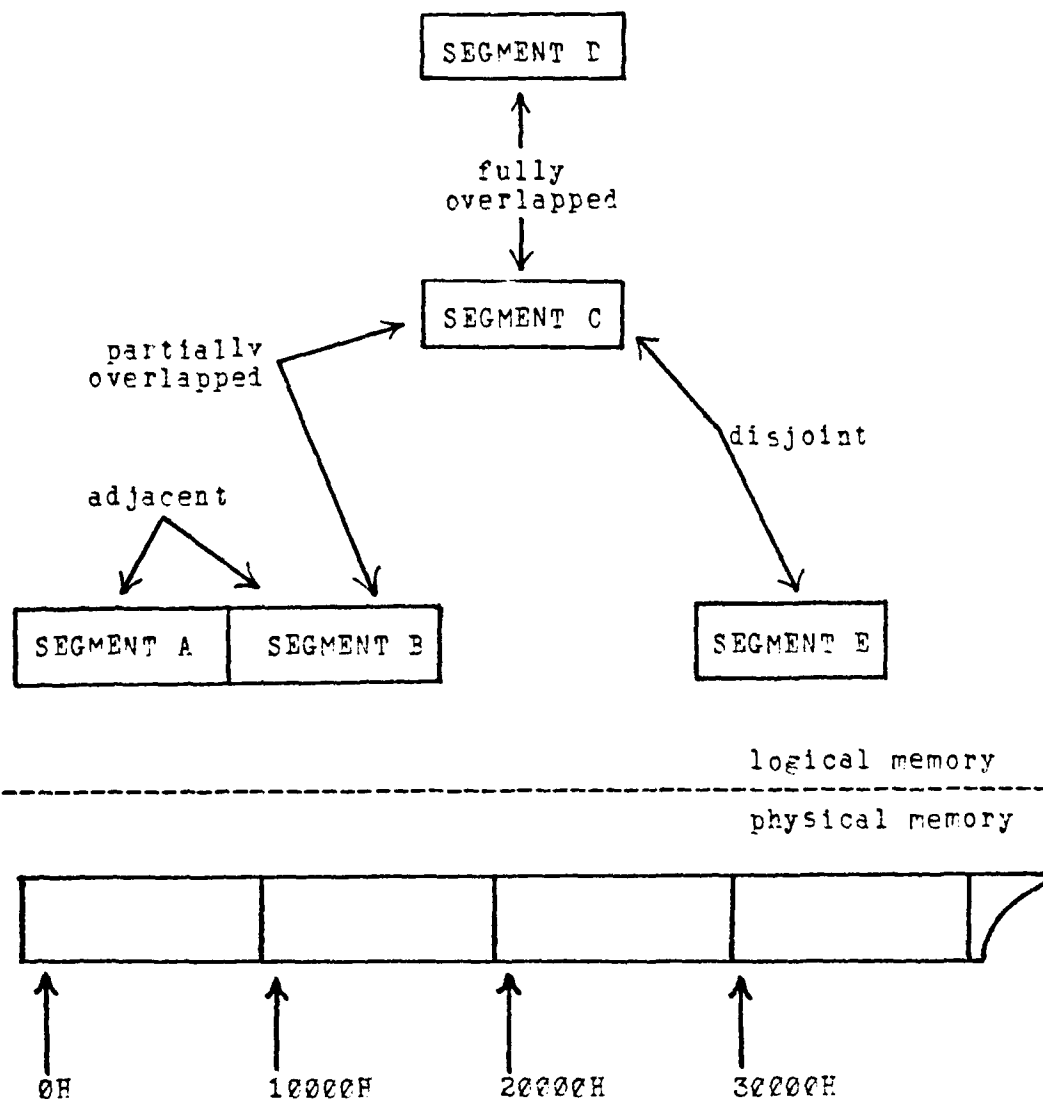 SEGMENT D
fully
overlapped
SEGMENT C
partially
overlapped
disjoint
adjacent
SEGMENT A
SEGMENT B
SEGMENT E
logical memory
physical memory
0H
10000H
20000H
30000H